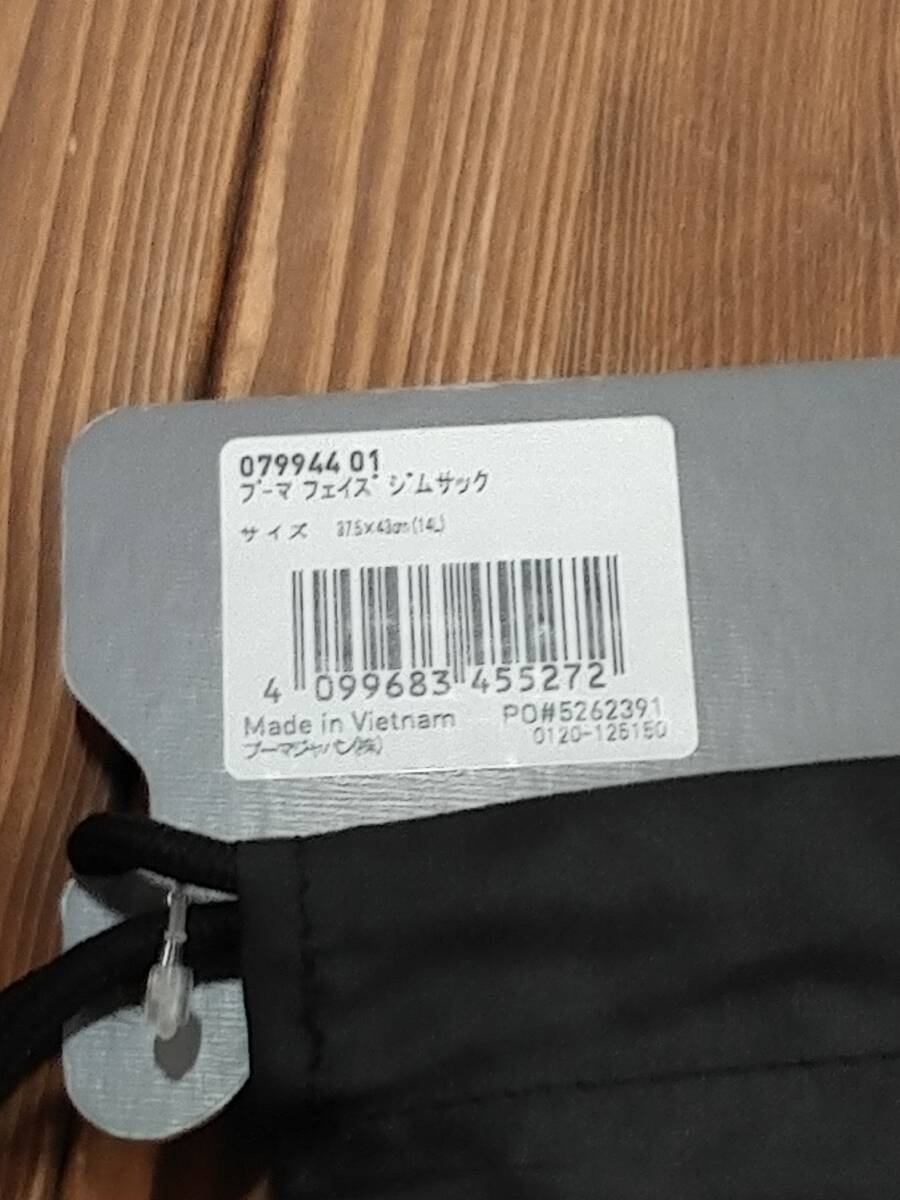 079944 01
プーマ フェイズ ジムサック
サイズ 37.5×43cm(14L)
4 099683 455272
Made in Vietnam PO#5262391
プーマジャパン(株) 0120-125150